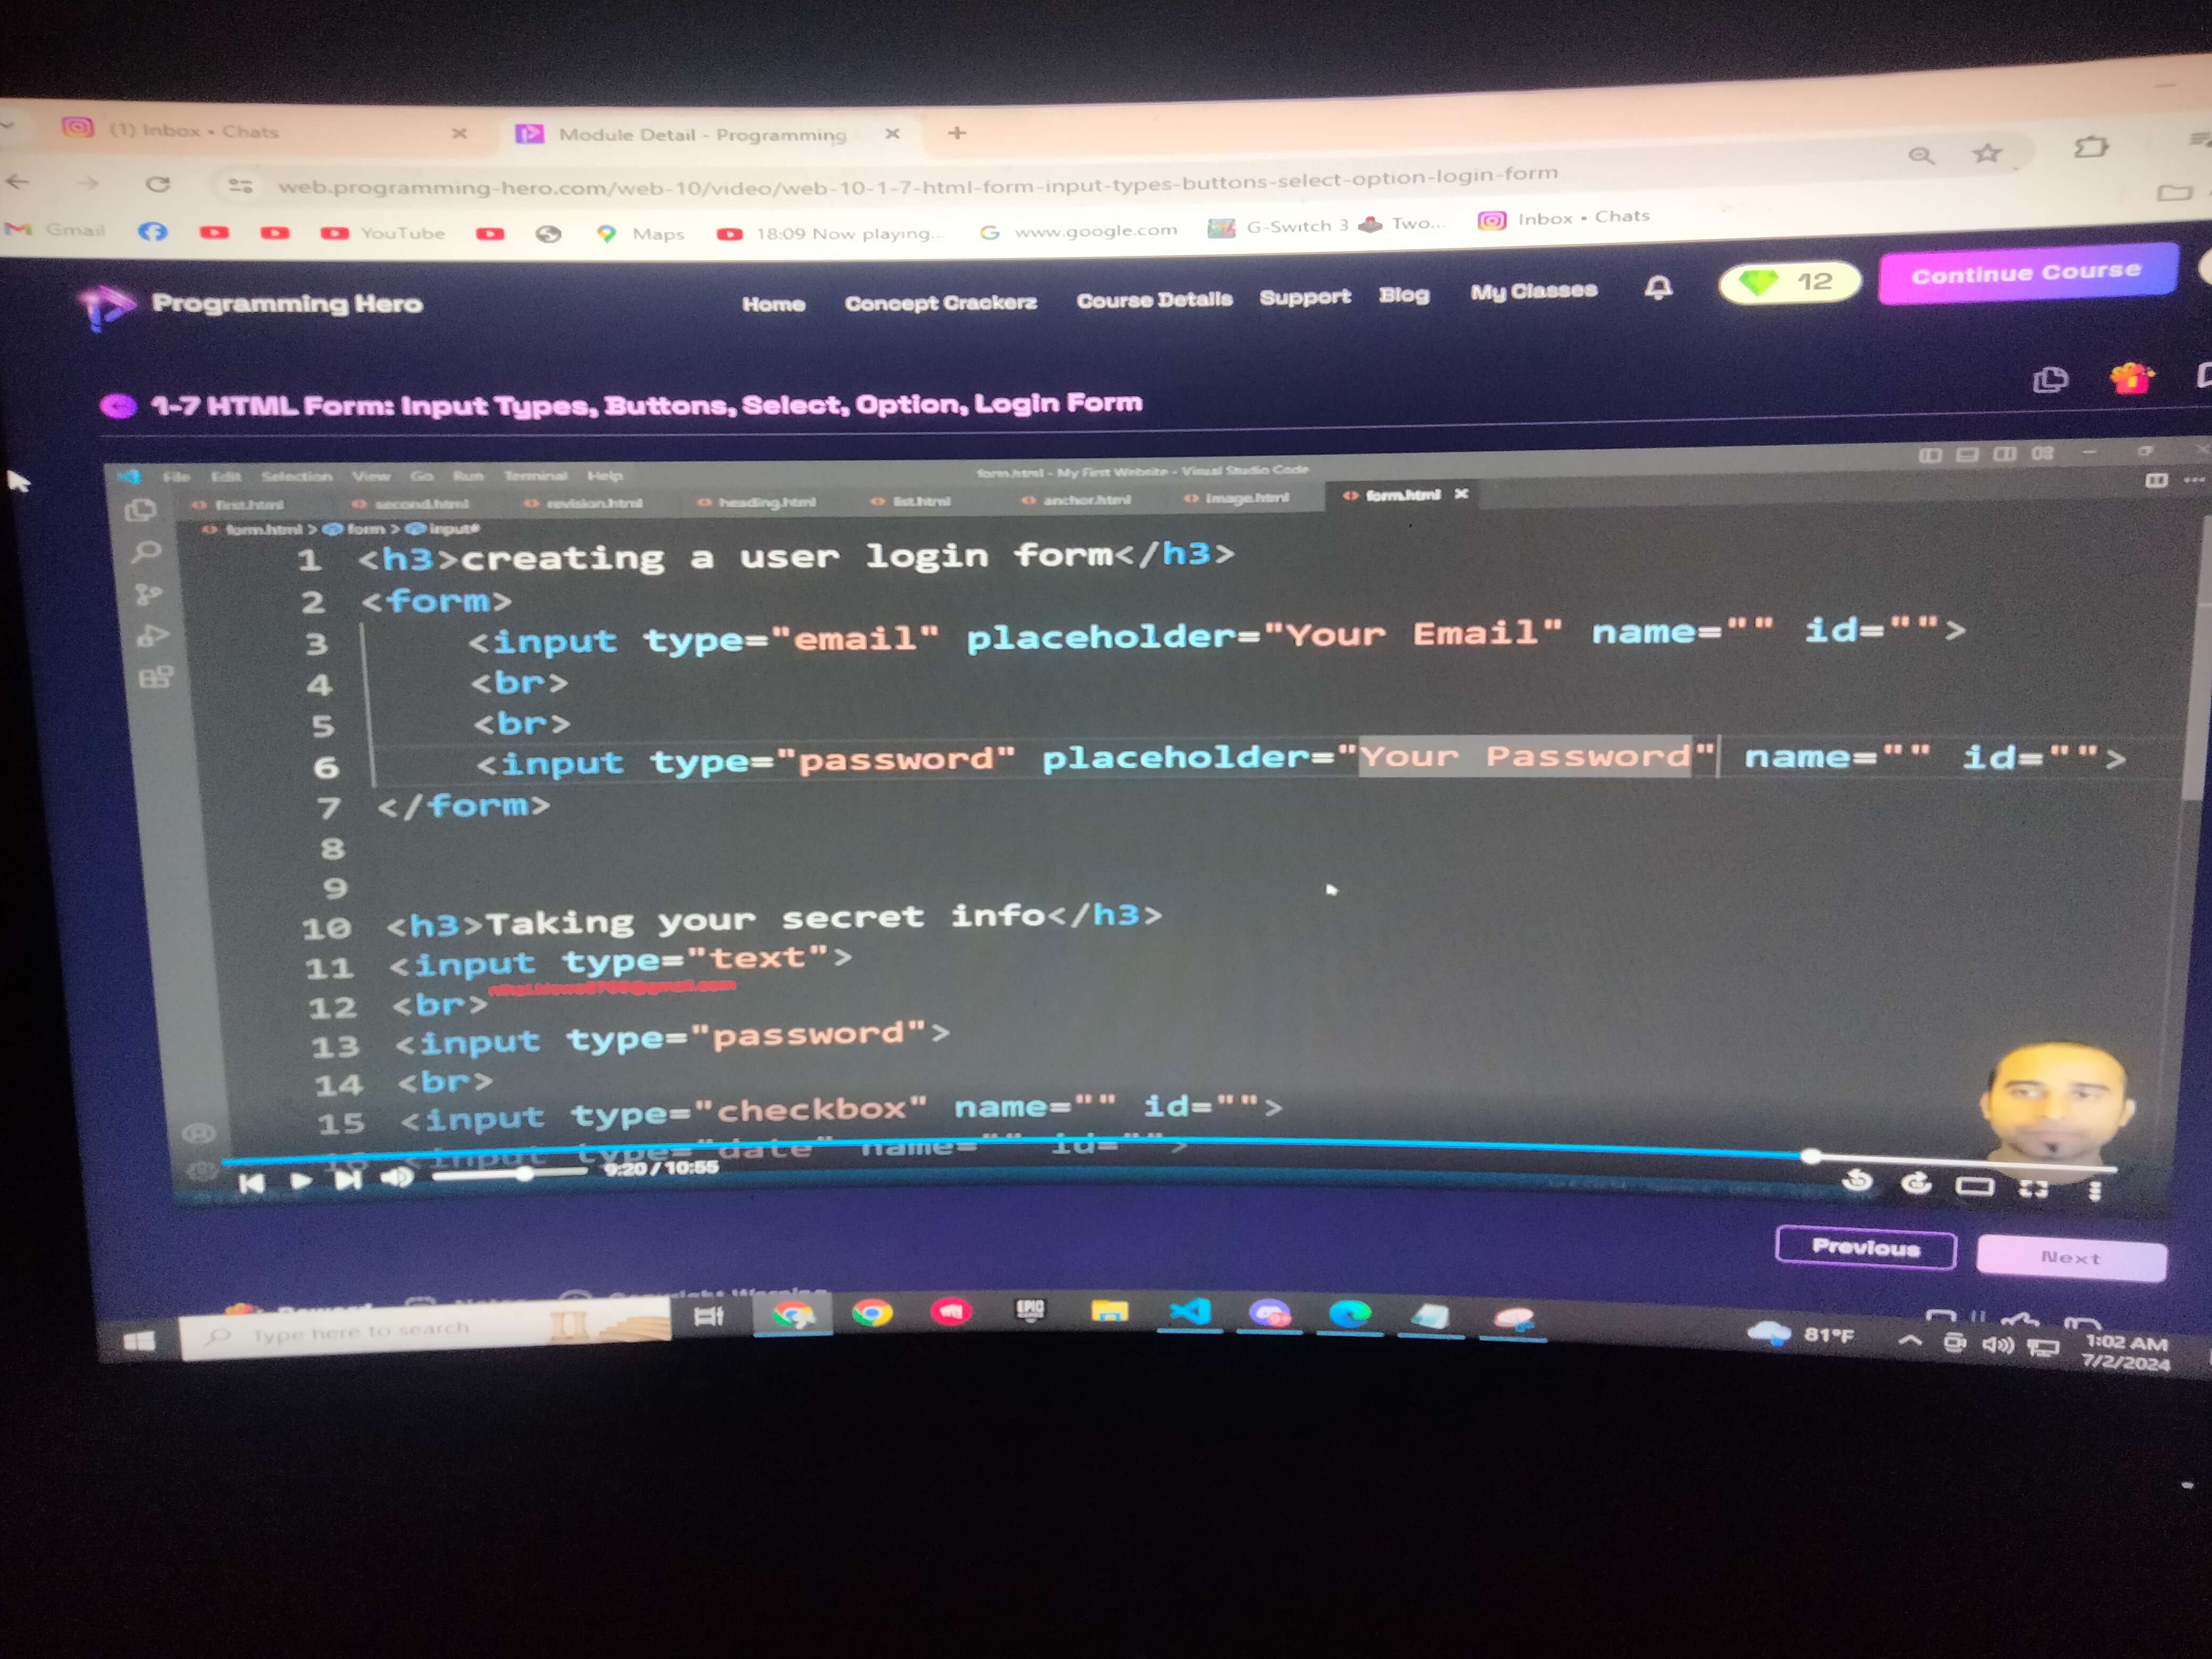 (1) Inbox • Chats
Module Detail - Programming
web.programming-hero.com/web-10/video/web-10-1-7-html-form-input-types-buttons-select-option-login-form
Gmail YouTube Maps 18:09 Now playing... www.google.com G-Switch 3 Two... Inbox • Chats
Programming Hero Home Concept Crackerz Course Details Support Blog My Classes 12 Continue Course
1-7 HTML Form: Input Types, Buttons, Select, Option, Login Form
File Edit Selection View Go Run Terminal Help form.html - My First Website - Visual Studio Code
first.html second.html revision.html heading.html list.html anchor.html image.html form.html
form.html > form > input
1 <h3>creating a user login form</h3>
2 <form>
3 <input type="email" placeholder="Your Email" name="" id="">
4 <br>
5 <br>
6 <input type="password" placeholder="Your Password" name="" id="">
7 </form>
8
9
10 <h3>Taking your secret info</h3>
11 <input type="text">
12 <br>
13 <input type="password">
14 <br>
15 <input type="checkbox" name="" id="">
16 <input type="date" name="" id="">
9:20 / 10:55
Previous Next
Type here to search EPIC 81°F 1:02 AM
7/2/2024